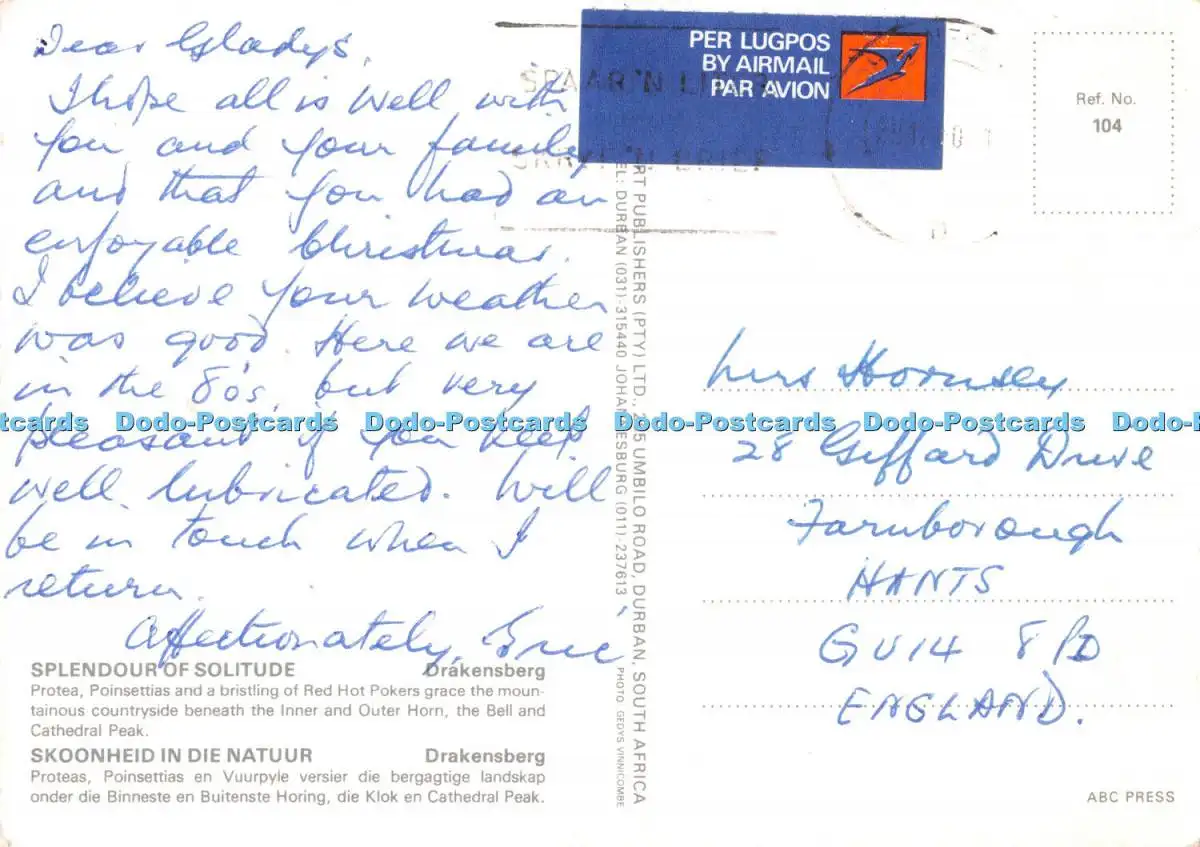 Dear Gladys,
I hope all is well with
you and your family
and that you had an
enjoyable Christmas.
I believe your weather
was good. Here we are
in the 80's, but very
pleasant if you keep
well lubricated. Will
be in touch when I
return.
Affectionately, Eric
SPLENDOUR OF SOLITUDE Drakensberg
Protea, Poinsettias and a bristling of Red Hot Pokers grace the moun-
tainous countryside beneath the Inner and Outer Horn, the Bell and
Cathedral Peak.
SKOONHEID IN DIE NATUUR Drakensberg
Proteas, Poinsettias en Vuurpyle versier die bergagtige landskap
onder die Binneste en Buitenste Horing, die Klok en Cathedral Peak.
ART PUBLISHERS (PTY) LTD., UMBILO ROAD, DURBAN, SOUTH AFRICA
TEL: DURBAN (031)-315440 JOHANNESBURG (011)-237613
PHOTO: GEDYS VINNICOMBE
PER LUGPOS
BY AIRMAIL
PAR AVION
SPAAR 'N
SKRYF 'N BRIEF
Ref. No.
104
Mrs Hornsey
28 Giffard Drive
Farnborough
HANTS
GU14 8PD
ENGLAND.
ABC PRESS
Dodo-Postcards Dodo-Postcards Dodo-Postcards Dodo-Postcards Dodo-Postcards